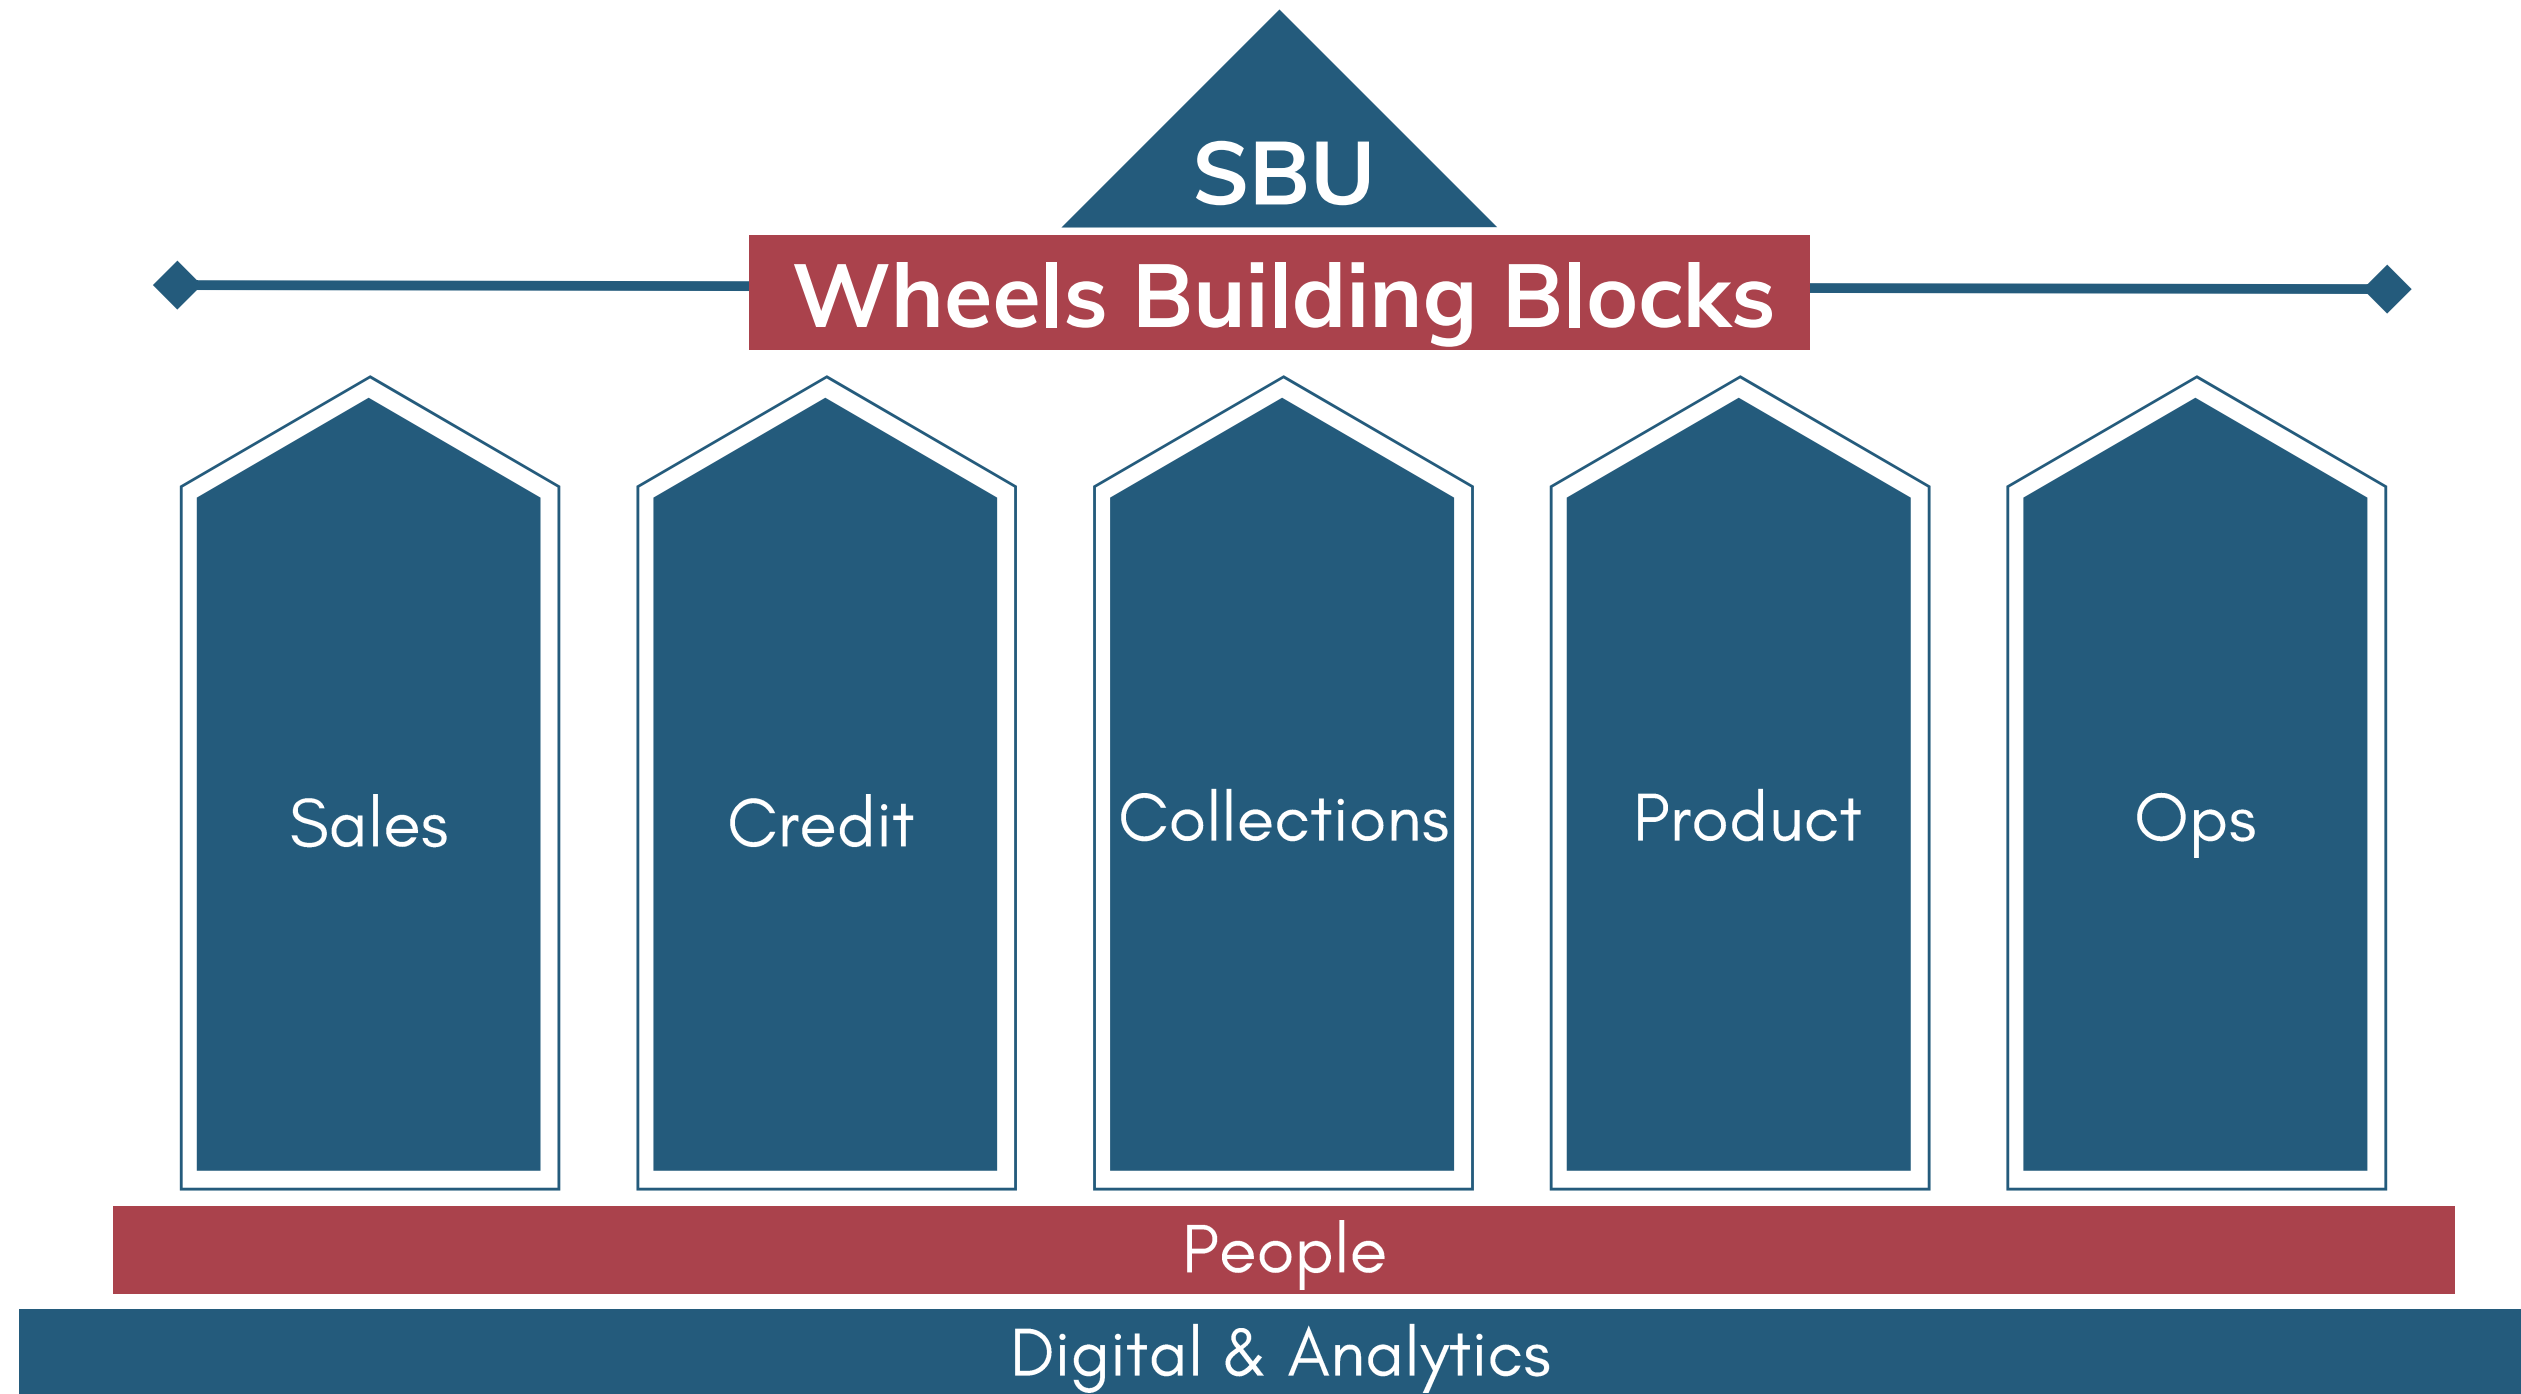 SBU
Wheels Building Blocks
Sales
Credit
Collections
Product
Ops
People
Digital & Analytics